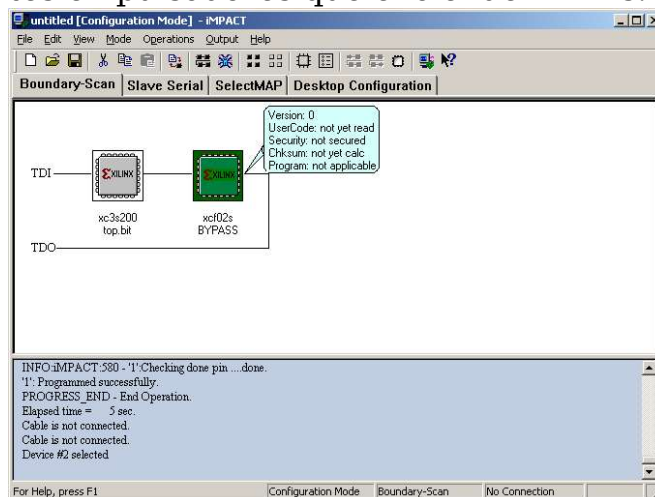 untitled [Configuration Mode] - iMPACT
File Edit View Mode Operations Output Help
Boundary-Scan Slave Serial SelectMAP Desktop Configuration
Version: 0
UserCode: not yet read
Security: not secured
Chksum: not yet calc
Program: not applicable
TDI
XILINX XILINX
xc3s200 xcf02s
top.bit BYPASS
TDO
INFO:iMPACT:580 - '1':Checking done pin ....done.
'1': Programmed successfully.
PROGRESS_END - End Operation.
Elapsed time = 5 sec.
Cable is not connected.
Cable is not connected.
Device #2 selected
For Help, press F1 Configuration Mode Boundary-Scan No Connection